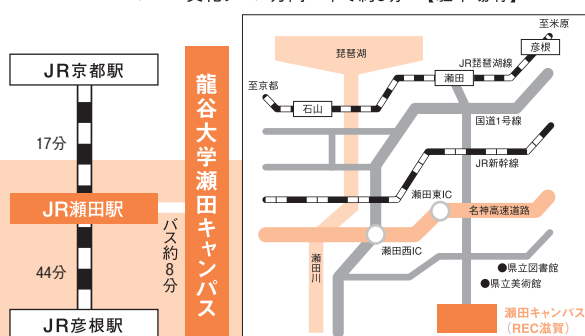 JR京都駅
17分
JR瀬田駅
44分
JR彦根駅
バス約8分
龍谷大学瀬田キャンパス
至米原
彦根
琵琶湖
JR琵琶湖線
瀬田
至京都
石山
国道1号線
JR新幹線
瀬田東IC
名神高速道路
瀬田西IC
瀬田川
●県立図書館
●県立美術館
瀬田キャンパス
(REC滋賀)